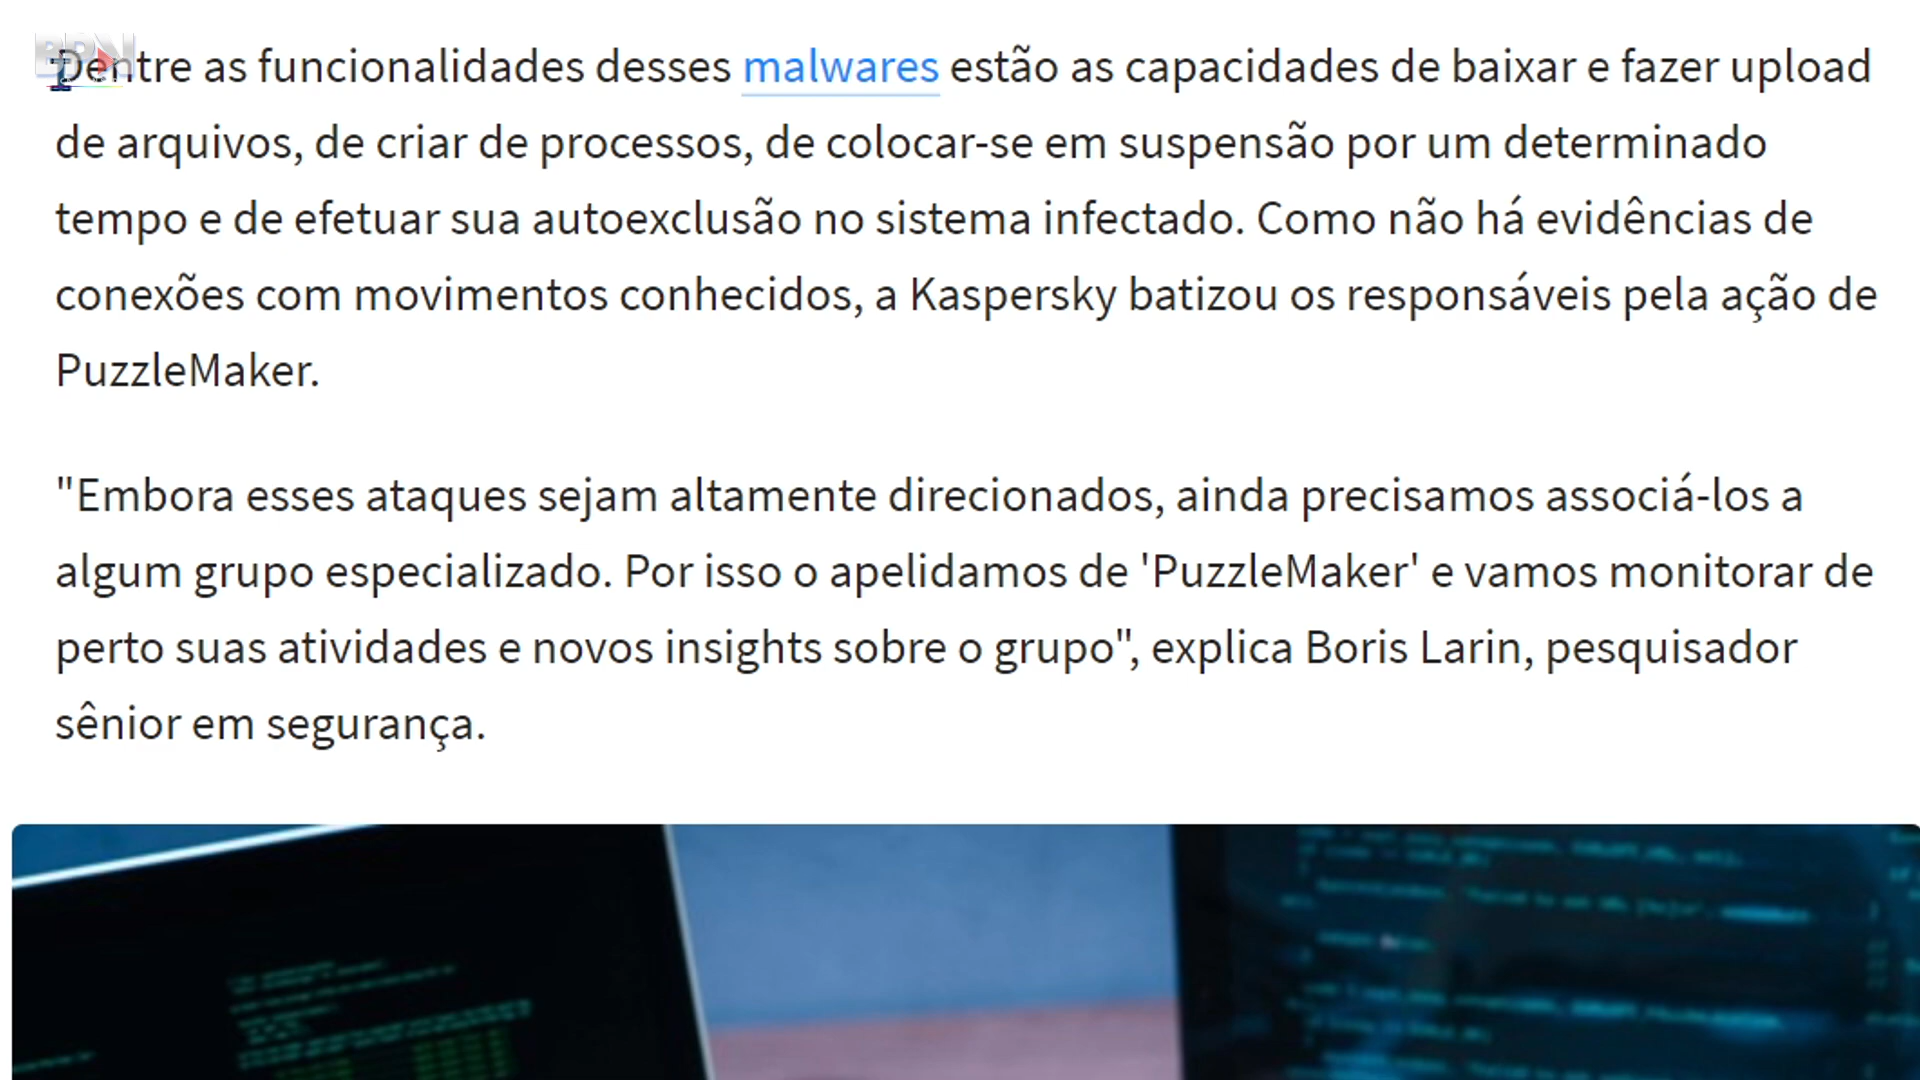 BPN
Dentre as funcionalidades desses malwares estão as capacidades de baixar e fazer upload
de arquivos, de criar de processos, de colocar-se em suspensão por um determinado
tempo e de efetuar sua autoexclusão no sistema infectado. Como não há evidências de
conexões com movimentos conhecidos, a Kaspersky batizou os responsáveis pela ação de
PuzzleMaker.
"Embora esses ataques sejam altamente direcionados, ainda precisamos associá-los a
algum grupo especializado. Por isso o apelidamos de 'PuzzleMaker' e vamos monitorar de
perto suas atividades e novos insights sobre o grupo", explica Boris Larin, pesquisador
sênior em segurança.